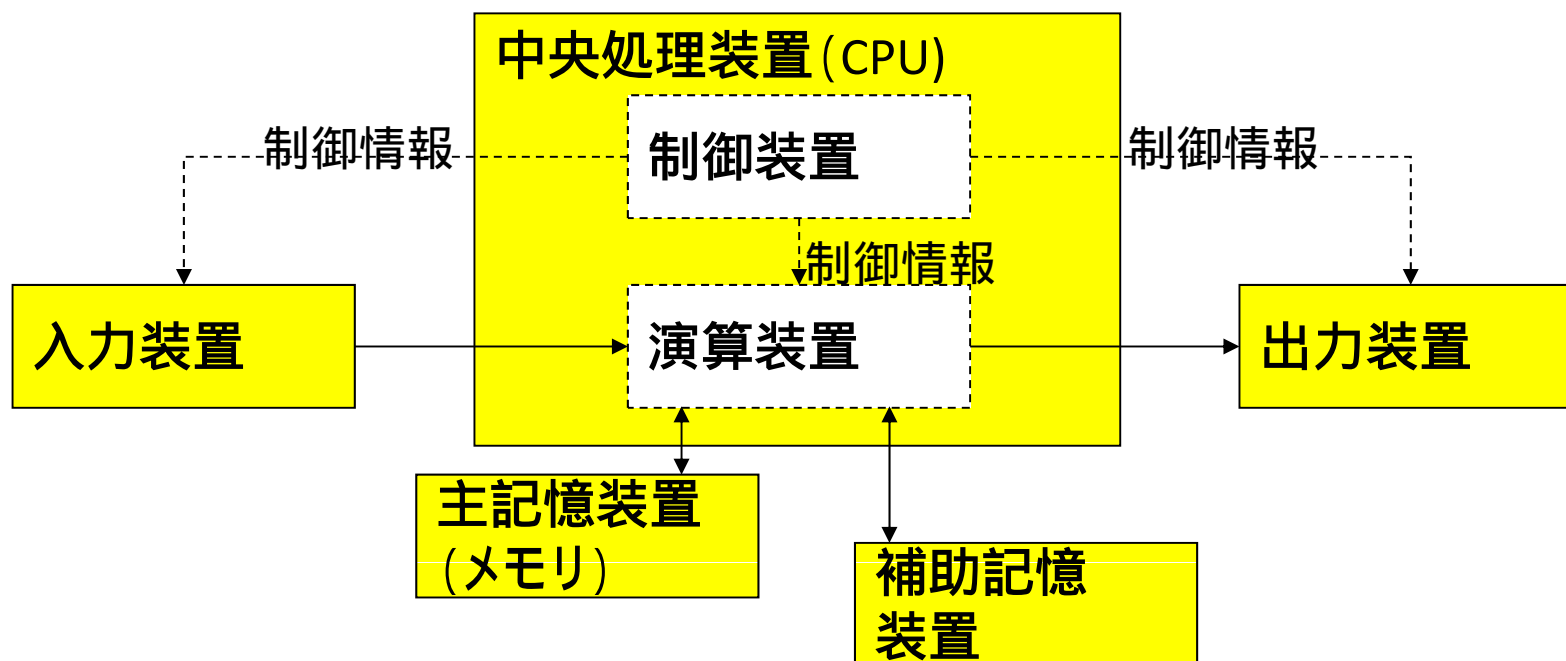 中央処理装置(CPU)
制御情報
制御装置
制御情報
制御情報
入力装置
演算装置
出力装置
主記憶装置
(メモリ)
補助記憶
装置